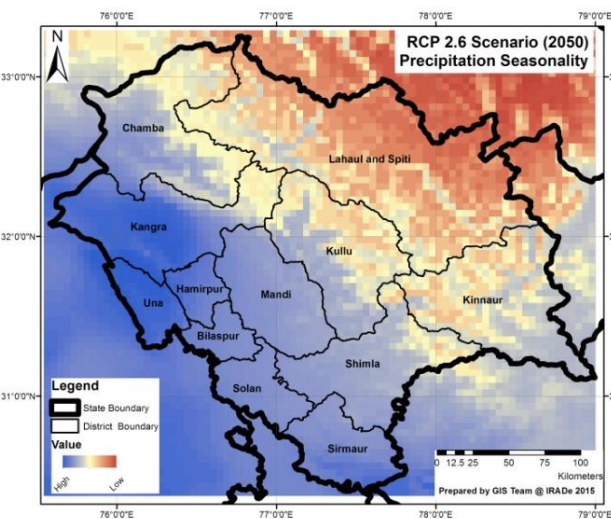 76°0'0"E 77°0'0"E 78°0'0"E 79°0'0"E
N
RCP 2.6 Scenario (2050)
Precipitation Seasonality
33°0'0"N
Chamba
Lahaul and Spiti
Kangra
32°0'0"N
Kullu
Hamirpur
Mandi
Una
Kinnaur
Bilaspur
Shimla
Legend
State Boundary
District Boundary
Value
High Low
Solan
31°0'0"N
Sirmaur
0 12.5 25 50 75 100
Kilometers
Prepared by GIS Team @ IRADe 2015
76°0'0"E 77°0'0"E 78°0'0"E 79°0'0"E